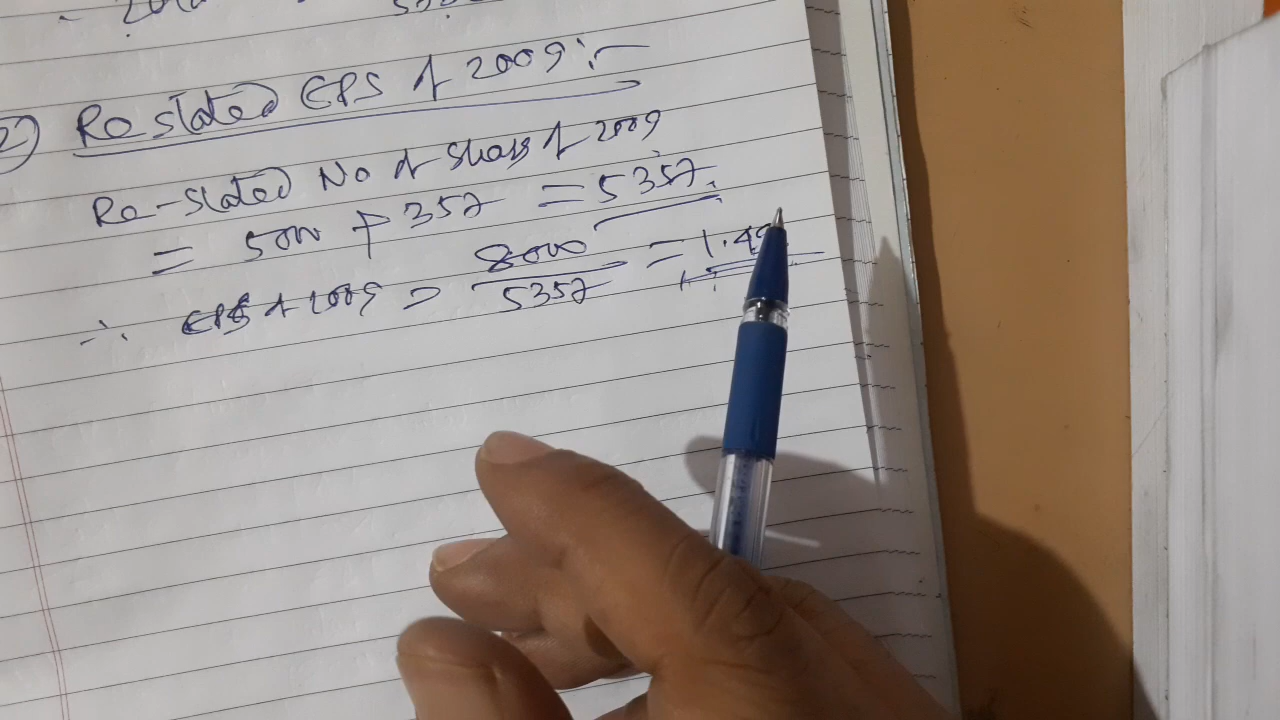 2) Re stated EPS of 2009:-
Re-stated No of shares of 2009
= 5000 + 357 = 5357
∴ EPS of 2009 = 8000 / 5357 = 1.49